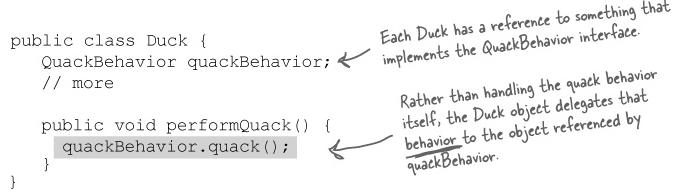 public class Duck {
QuackBehavior quackBehavior;
// more
public void performQuack() {
quackBehavior.quack();
}
}
Each Duck has a reference to something that
implements the QuackBehavior interface.
Rather than handling the quack behavior
itself, the Duck object delegates that
behavior to the object referenced by
quackBehavior.